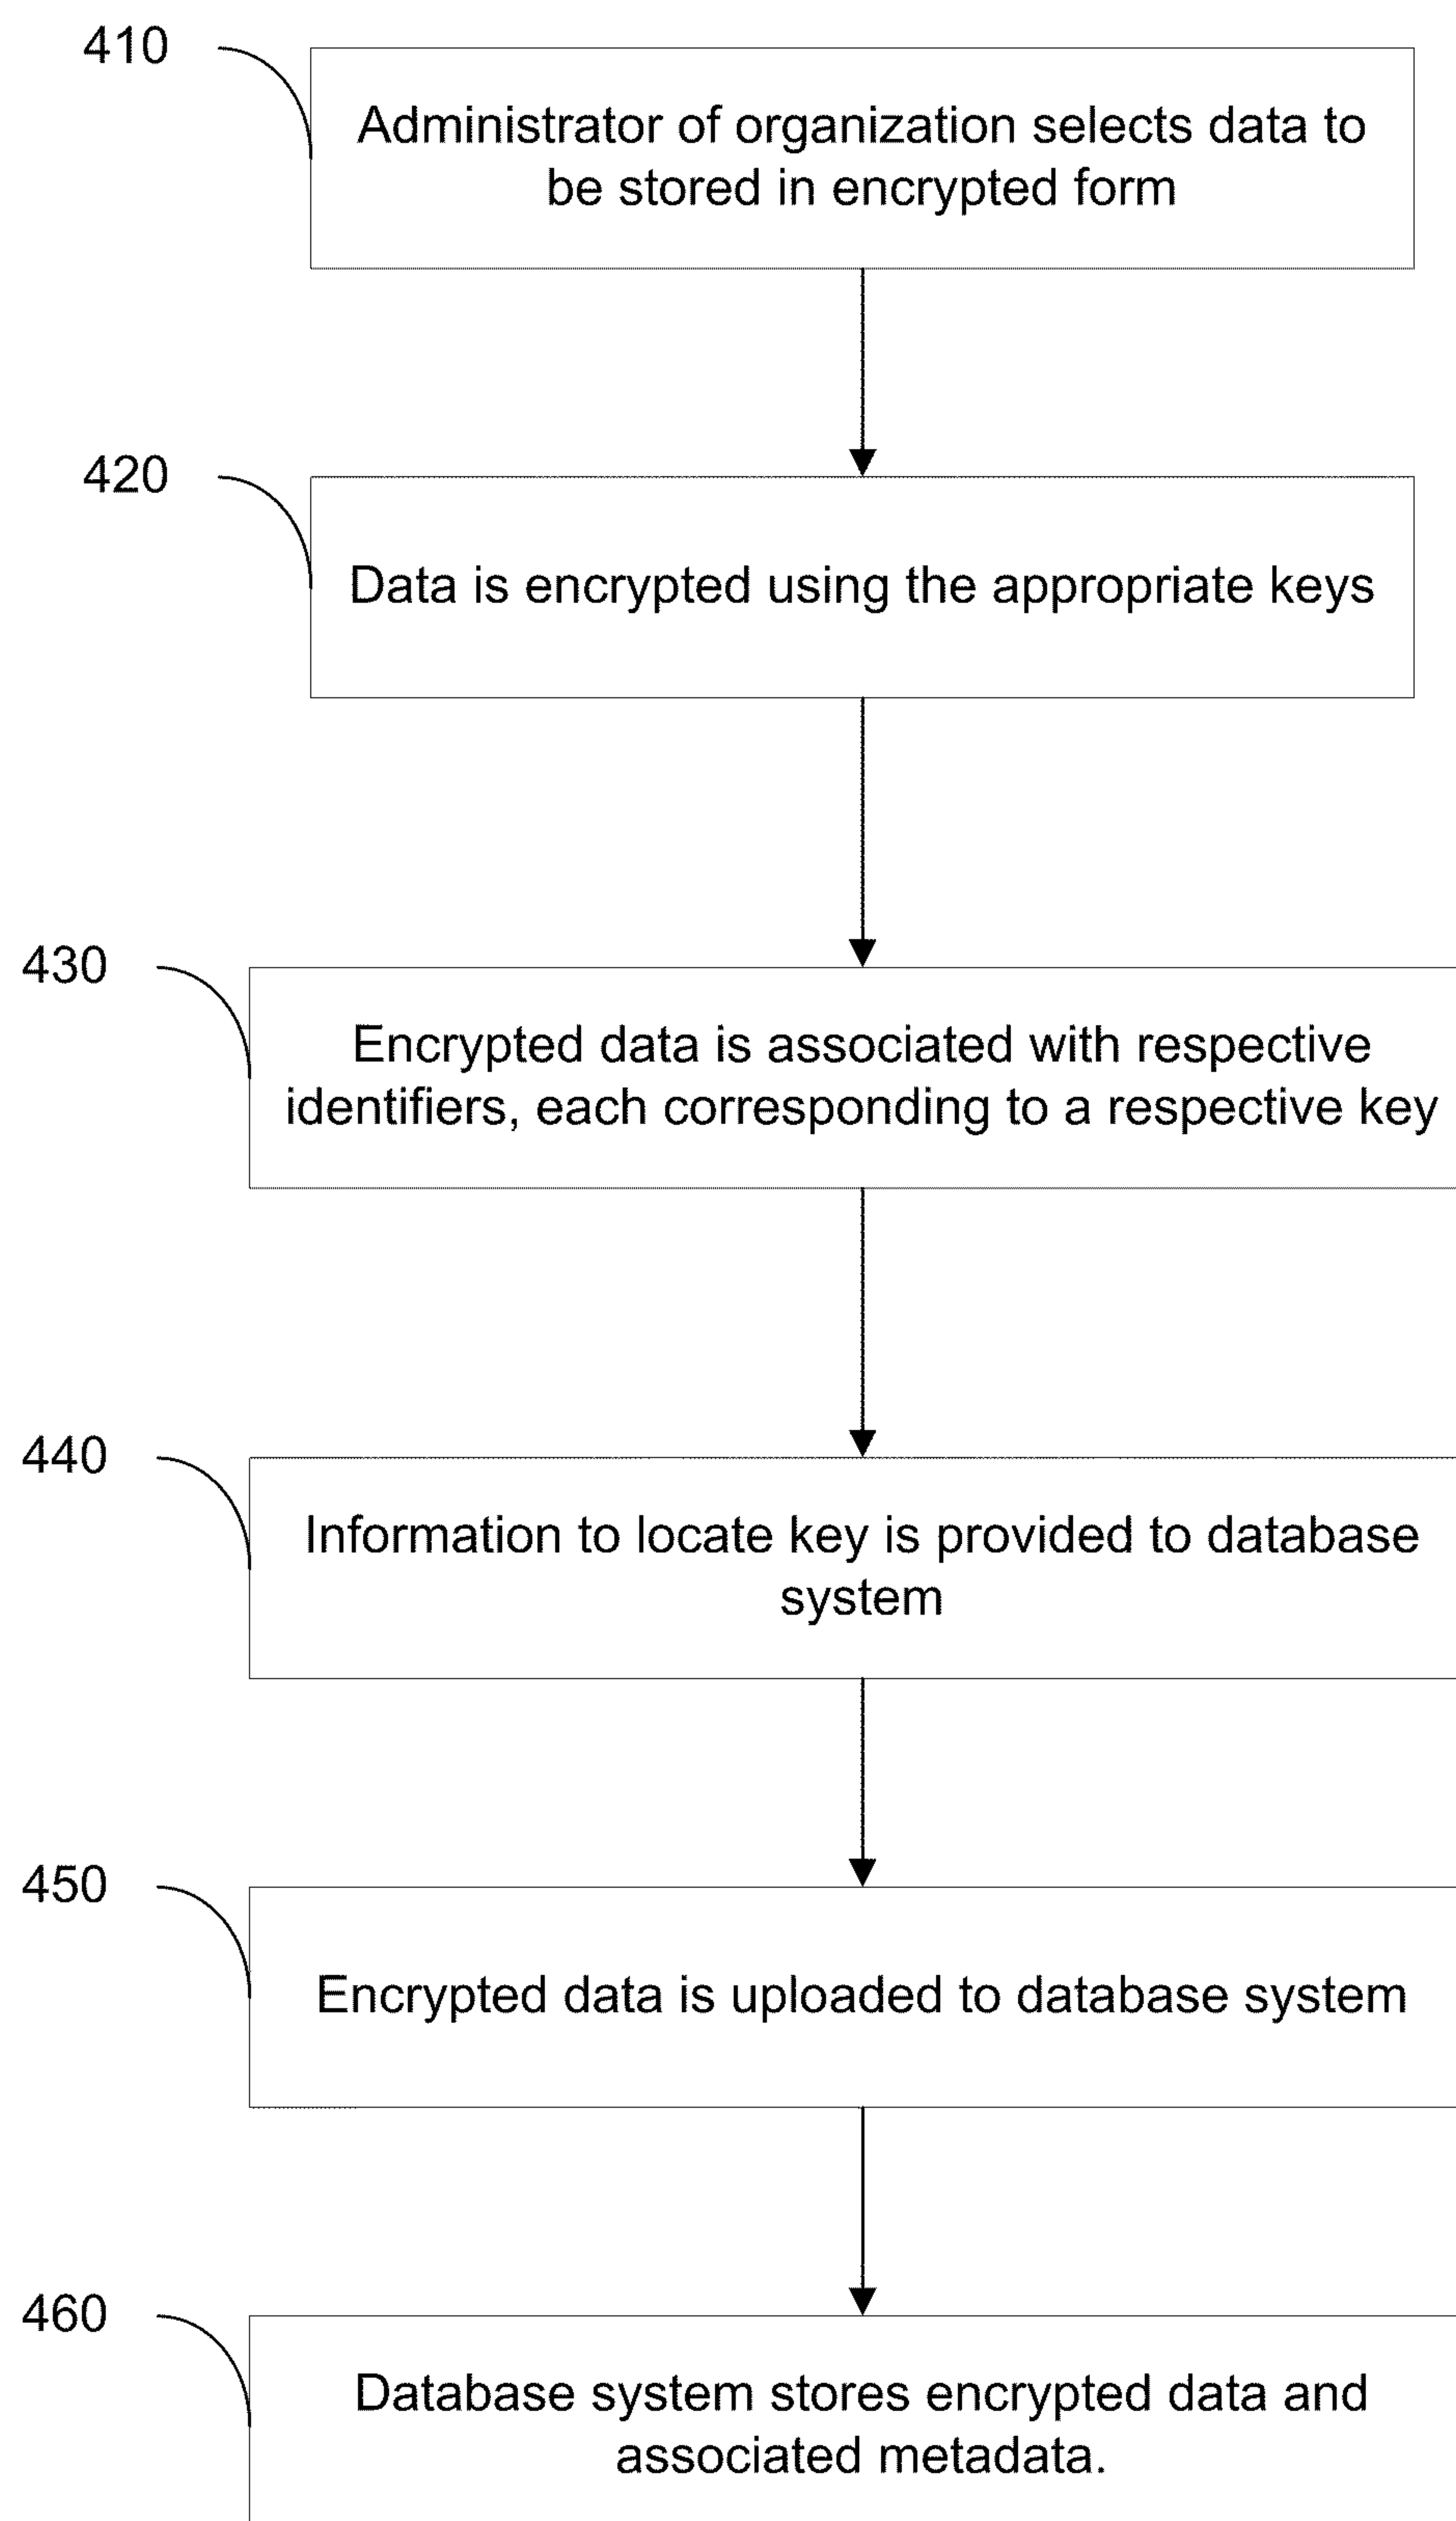 410
Administrator of organization selects data to
be stored in encrypted form
420
Data is encrypted using the appropriate keys
430
Encrypted data is associated with respective
identifiers, each corresponding to a respective key
440
Information to locate key is provided to database
system
450
Encrypted data is uploaded to database system
460
Database system stores encrypted data and
associated metadata.